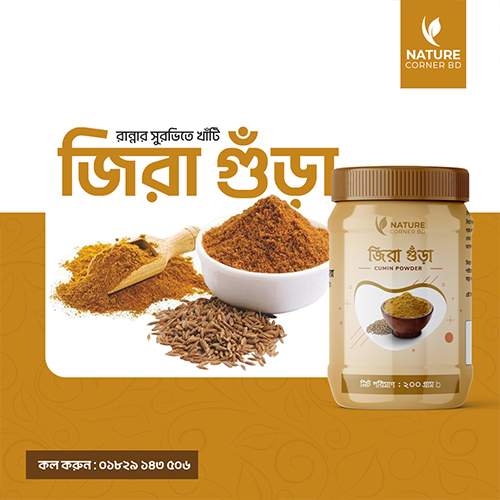 NATURE
CORNER BD
রান্নার সুরভিতে খাঁটি
জিরা গুঁড়া
NATURE
CORNER BD
জিরা গুঁড়া
CUMIN POWDER
নিট পরিমাণ : ২০০ গ্রাম b
কল করুন : ০১৮২৯ ১৪৩ ৫০৬